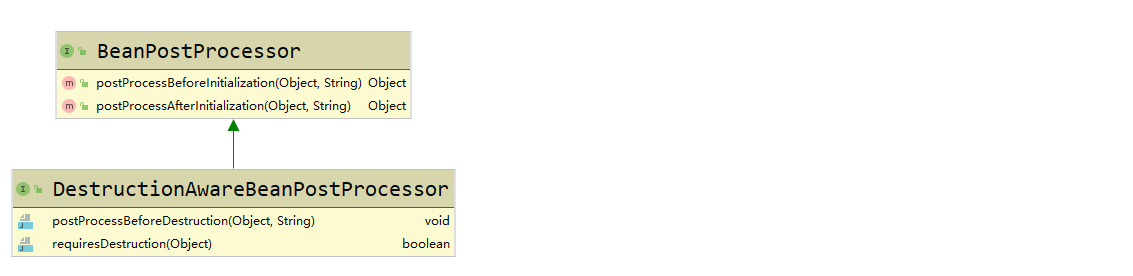 I BeanPostProcessor
m postProcessBeforeInitialization(Object, String) Object
m postProcessAfterInitialization(Object, String) Object
I DestructionAwareBeanPostProcessor
J postProcessBeforeDestruction(Object, String) void
J requiresDestruction(Object) boolean